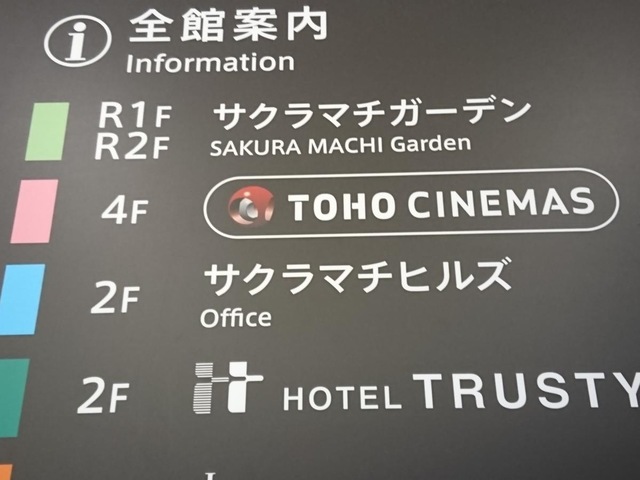 全館案内
Information
R1F
R2F
サクラマチガーデン
SAKURA MACHI Garden
4F
TOHO CINEMAS
2F
サクラマチヒルズ
Office
2F
HOTEL TRUSTY